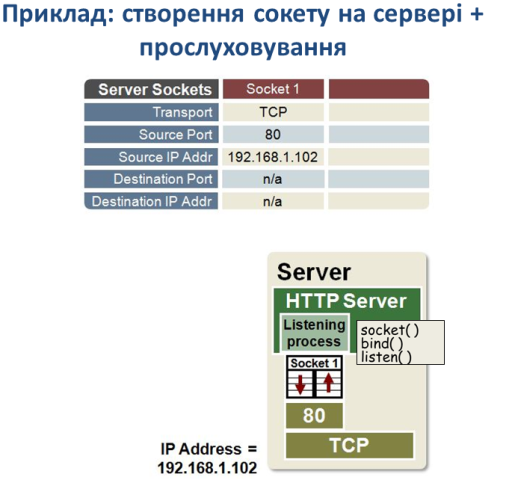 Приклад: створення сокету на сервері +
прослуховування
Server Sockets Socket 1
Transport TCP
Source Port 80
Source IP Addr 192.168.1.102
Destination Port n/a
Destination IP Addr n/a
Server
HTTP Server
Listening
process
socket( )
bind( )
listen( )
Socket 1
80
TCP
IP Address =
192.168.1.102